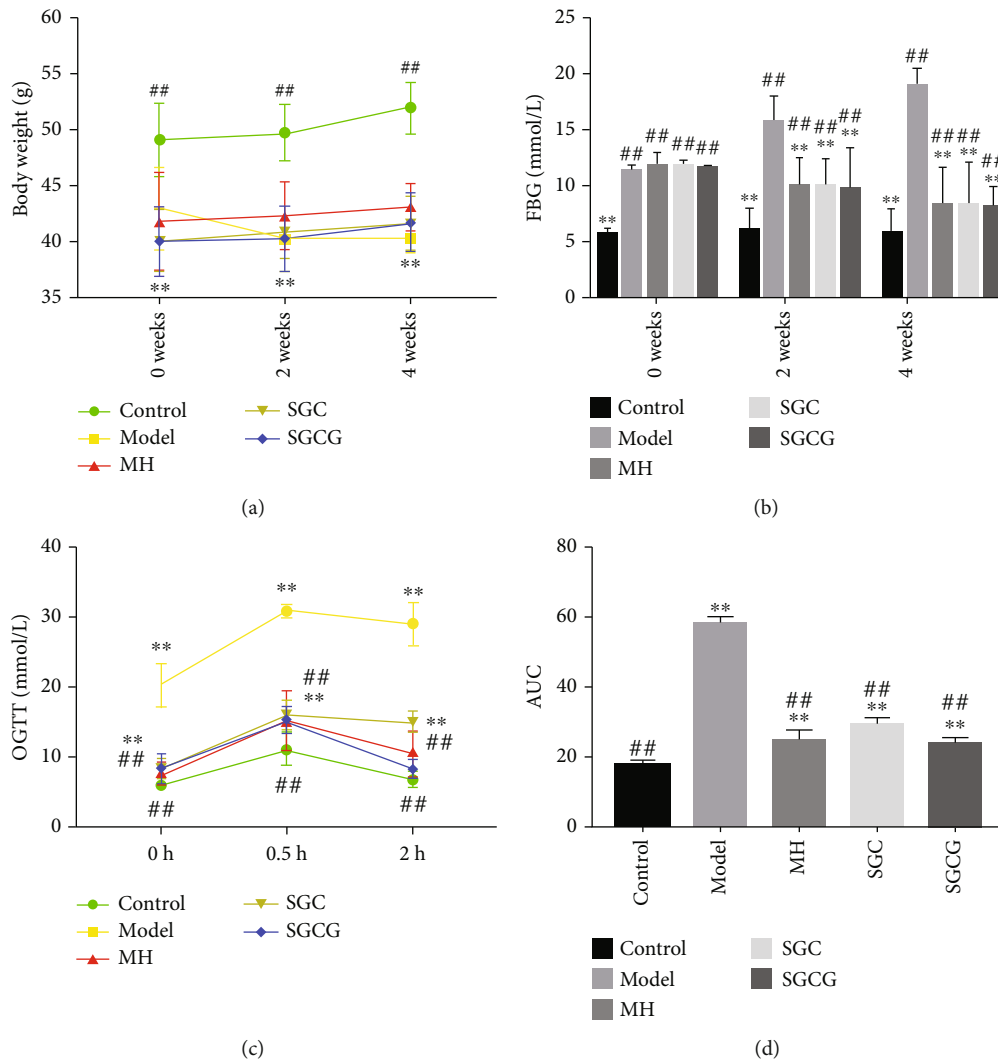 60
55
50
45
40
35
Body weight (g)
##
##
##
**
**
**
0 weeks
2 weeks
4 weeks
Control
Model
MH
SGC
SGCG
(a)
25
20
15
10
5
0
FBG (mmol/L)
**
##
##
##
##
**
##
##
**
##
**
##
**
**
##
##
**
##
**
##
**
0 weeks
2 weeks
4 weeks
Control
Model
MH
SGC
SGCG
(b)
40
30
20
10
0
OGTT (mmol/L)
**
**
**
**
##
##
**
**
##
##
##
##
0 h
0.5 h
2 h
Control
Model
MH
SGC
SGCG
(c)
80
60
40
20
0
AUC
##
**
##
**
##
**
##
**
Control
Model
MH
SGC
SGCG
Control
Model
MH
SGC
SGCG
(d)